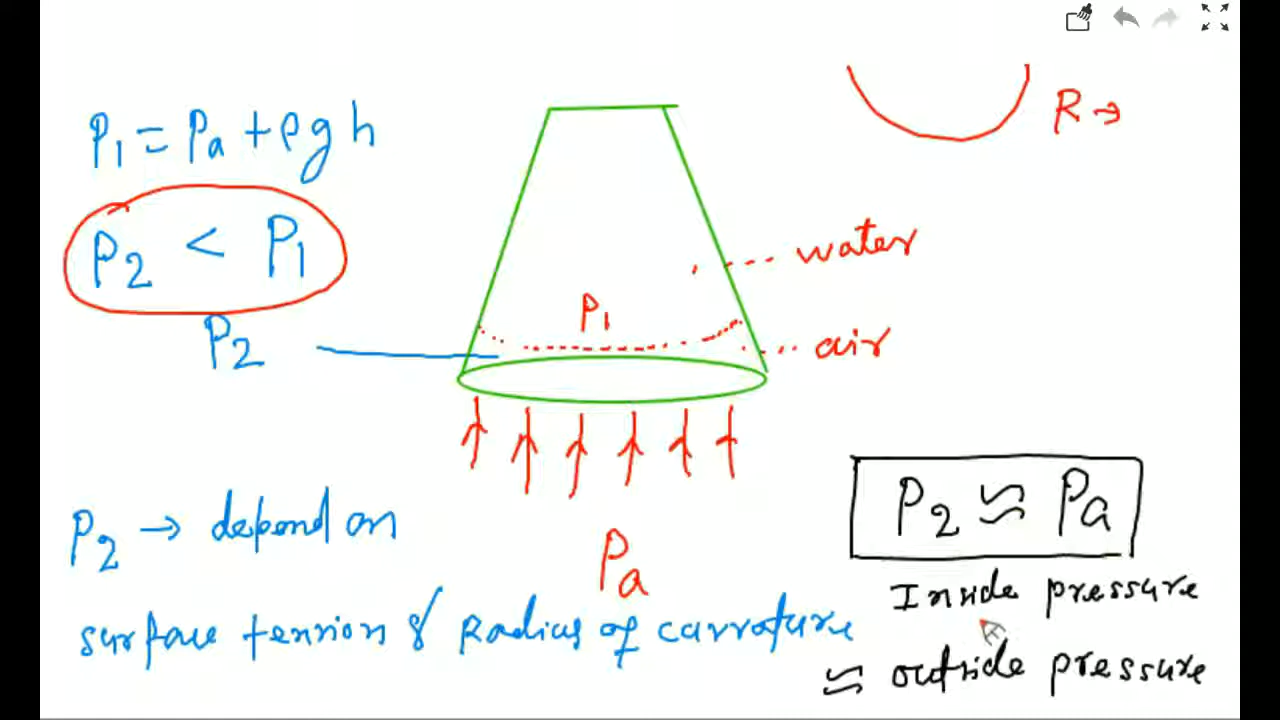 P1 = Pa + ρgh
P2 < P1
P2
P1
R →
water
air
Pa
P2 → depend on
surface tension & Radius of carrature
P2 ≈ Pa
Inside pressure
≈ outside pressure